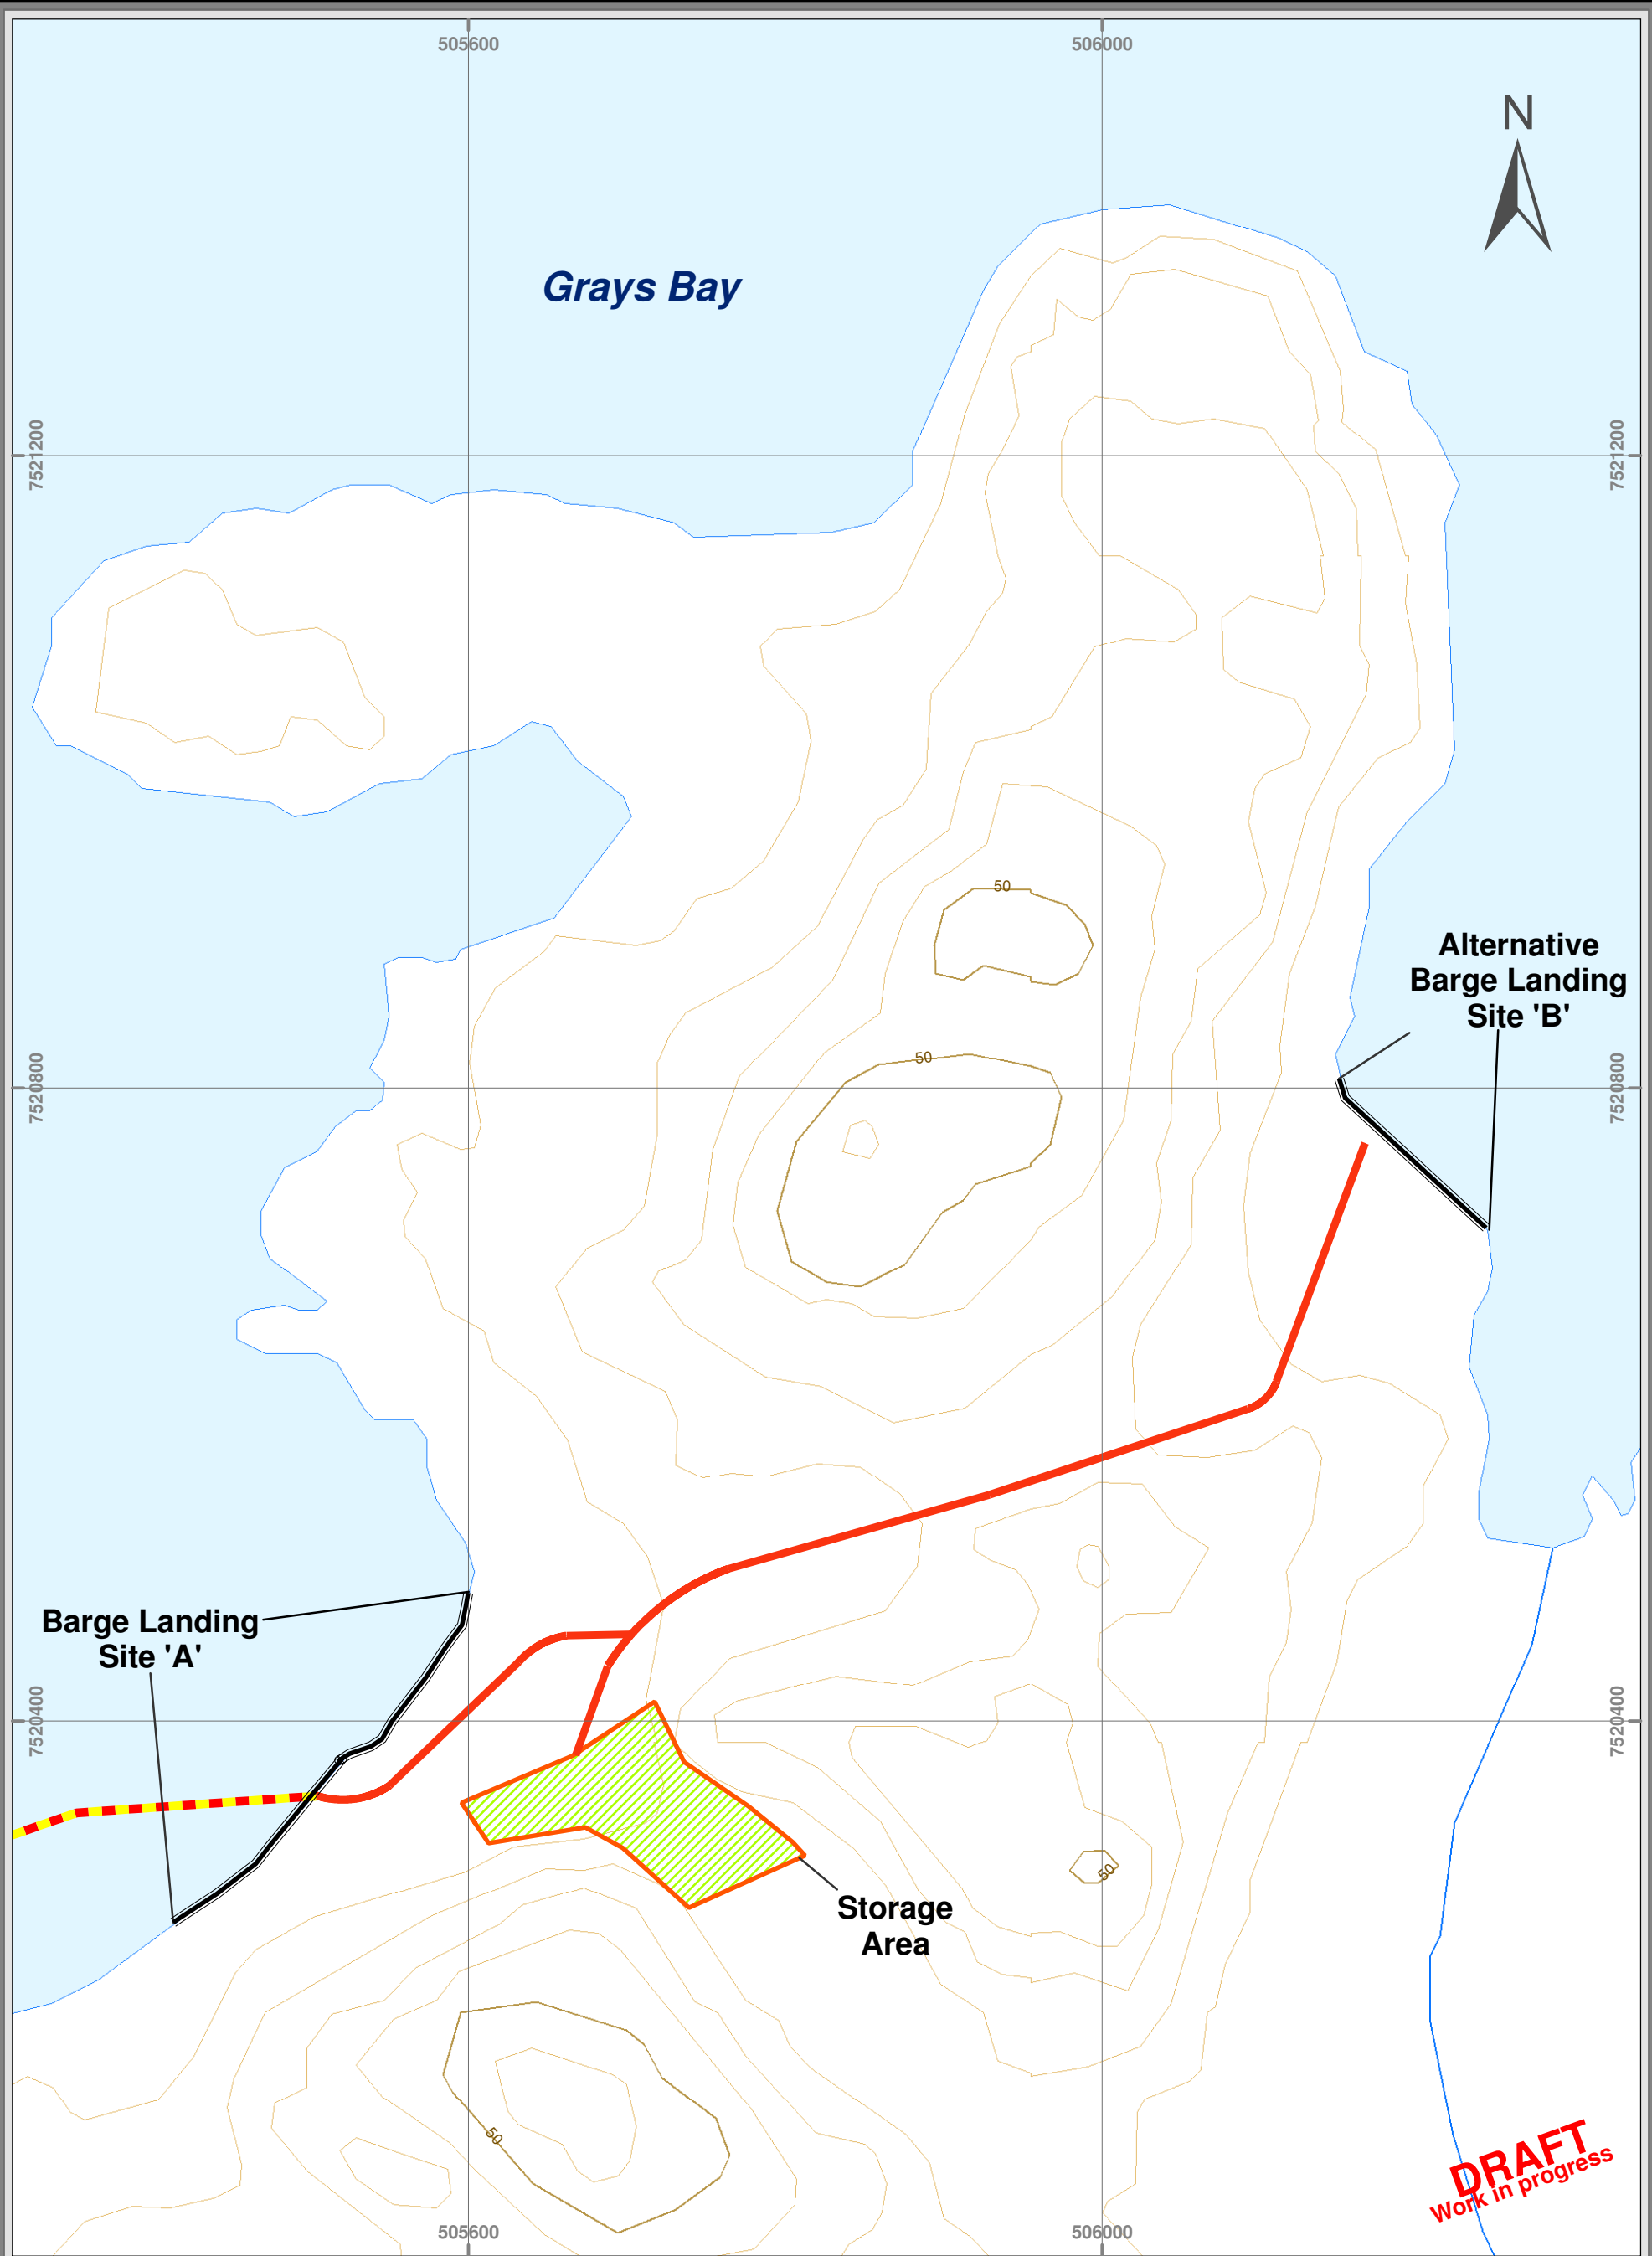 505600
506000
N
Grays Bay
7521200
7521200
50
Alternative
Barge Landing
Site 'B'
50
7520800
7520800
Barge Landing
Site 'A'
7520400
7520400
50
Storage
Area
50
DRAFT
Work in progress
505600
506000